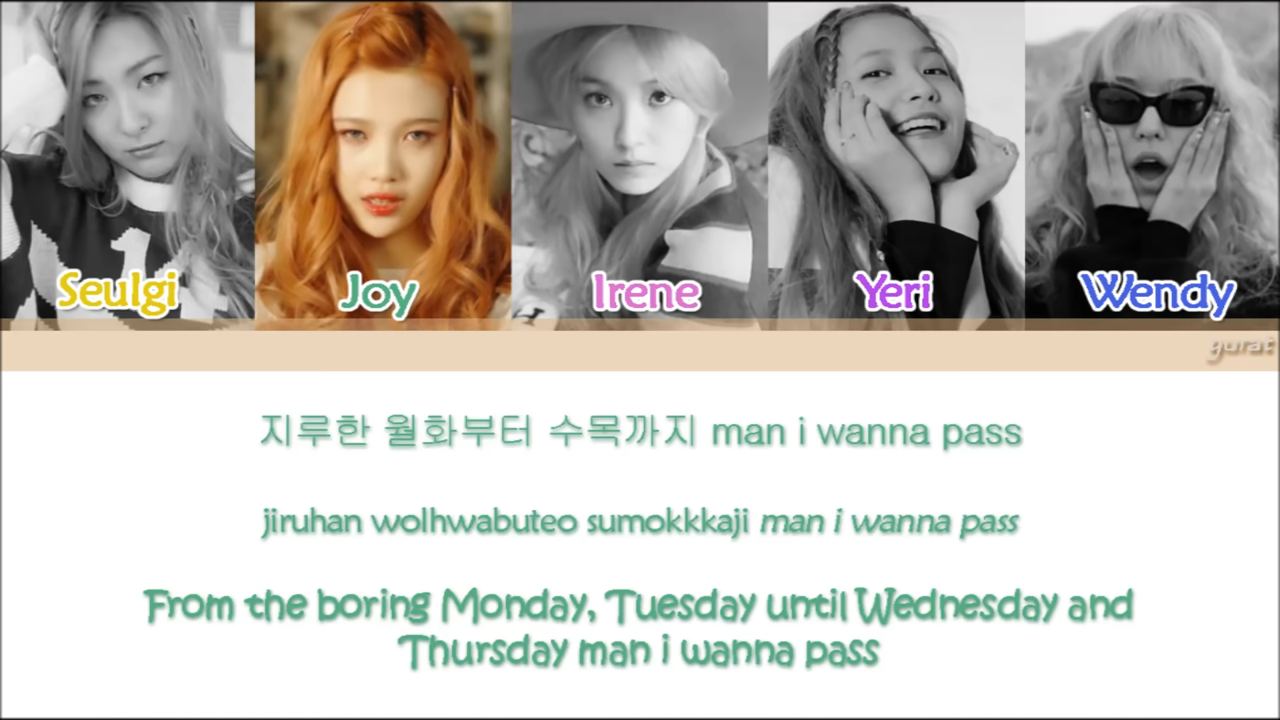 Seulgi Joy Irene Yeri Wendy
gurat
지루한 월화부터 수목까지 man i wanna pass
jiruhan wolhwabuteo sumokkkaji man i wanna pass
From the boring Monday, Tuesday until Wednesday and
Thursday man i wanna pass